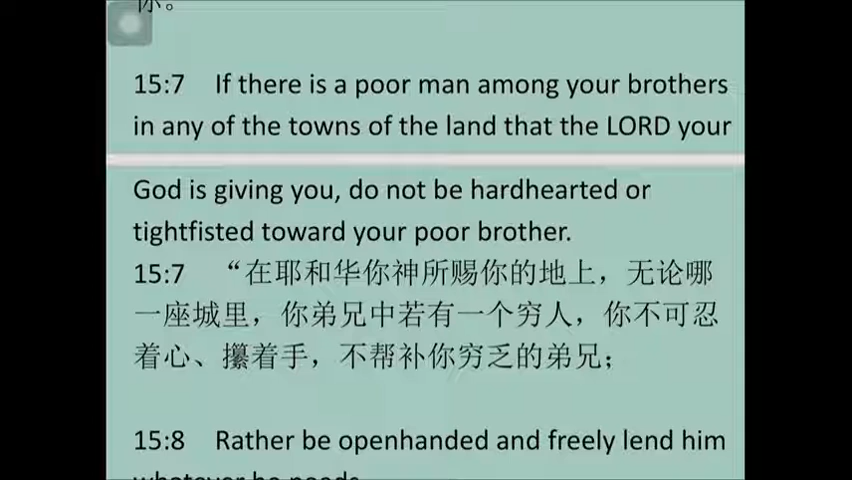 你。
15:7 If there is a poor man among your brothers
in any of the towns of the land that the LORD your
God is giving you, do not be hardhearted or
tightfisted toward your poor brother.
15:7 “在耶和华你神所赐你的地上，无论哪
一座城里，你弟兄中若有一个穷人，你不可忍
着心、攥着手，不帮补你穷乏的弟兄；
15:8 Rather be openhanded and freely lend him
whatever he needs